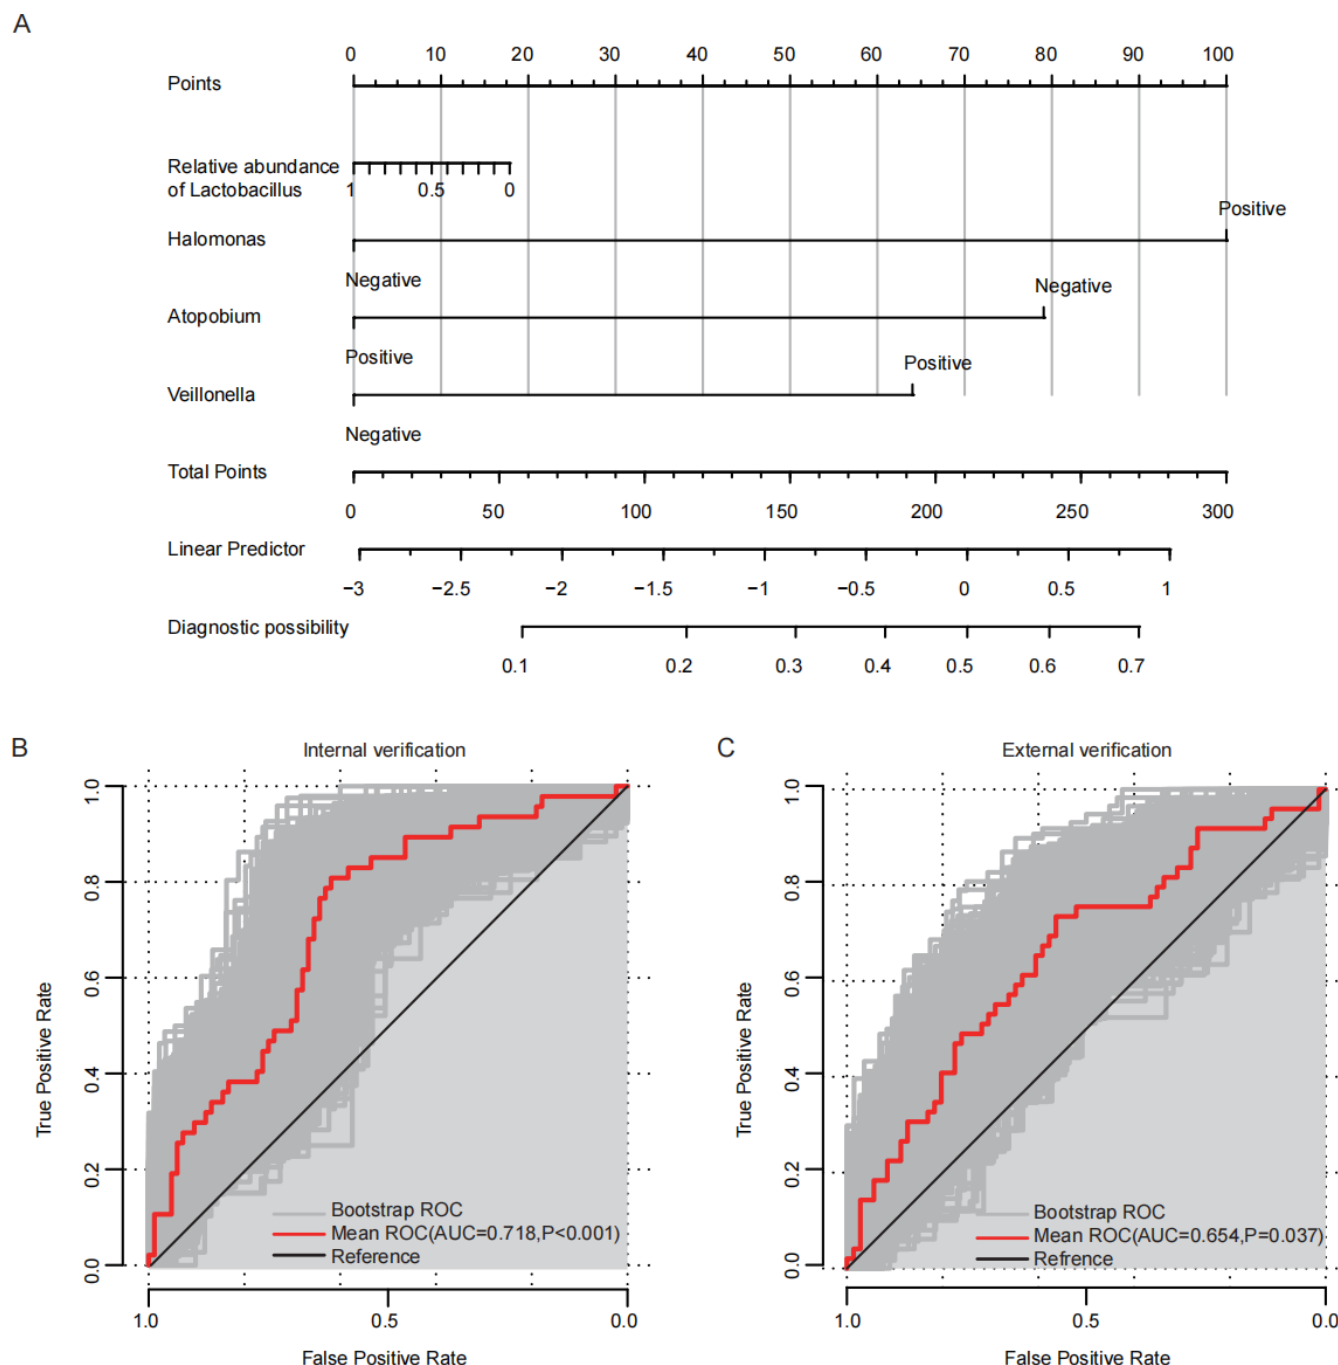 A
0 10 20 30 40 50 60 70 80 90 100
Points
Relative abundance
of Lactobacillus
1 0.5 0
Positive
Halomonas
Negative
Negative
Atopobium
Positive
Positive
Veillonella
Negative
Total Points
0 50 100 150 200 250 300
Linear Predictor
−3 −2.5 −2 −1.5 −1 −0.5 0 0.5 1
Diagnostic possibility
0.1 0.2 0.3 0.4 0.5 0.6 0.7
B
Internal verification
True Positive Rate
1.0
0.8
0.6
0.4
0.2
0.0
Bootstrap ROC
Mean ROC(AUC=0.718,P<0.001)
Reference
1.0 0.5 0.0
False Positive Rate
C
External verification
True Positive Rate
1.0
0.8
0.6
0.4
0.2
0.0
Bootstrap ROC
Mean ROC(AUC=0.654,P=0.037)
Refrence
1.0 0.5 0.0
False Positive Rate